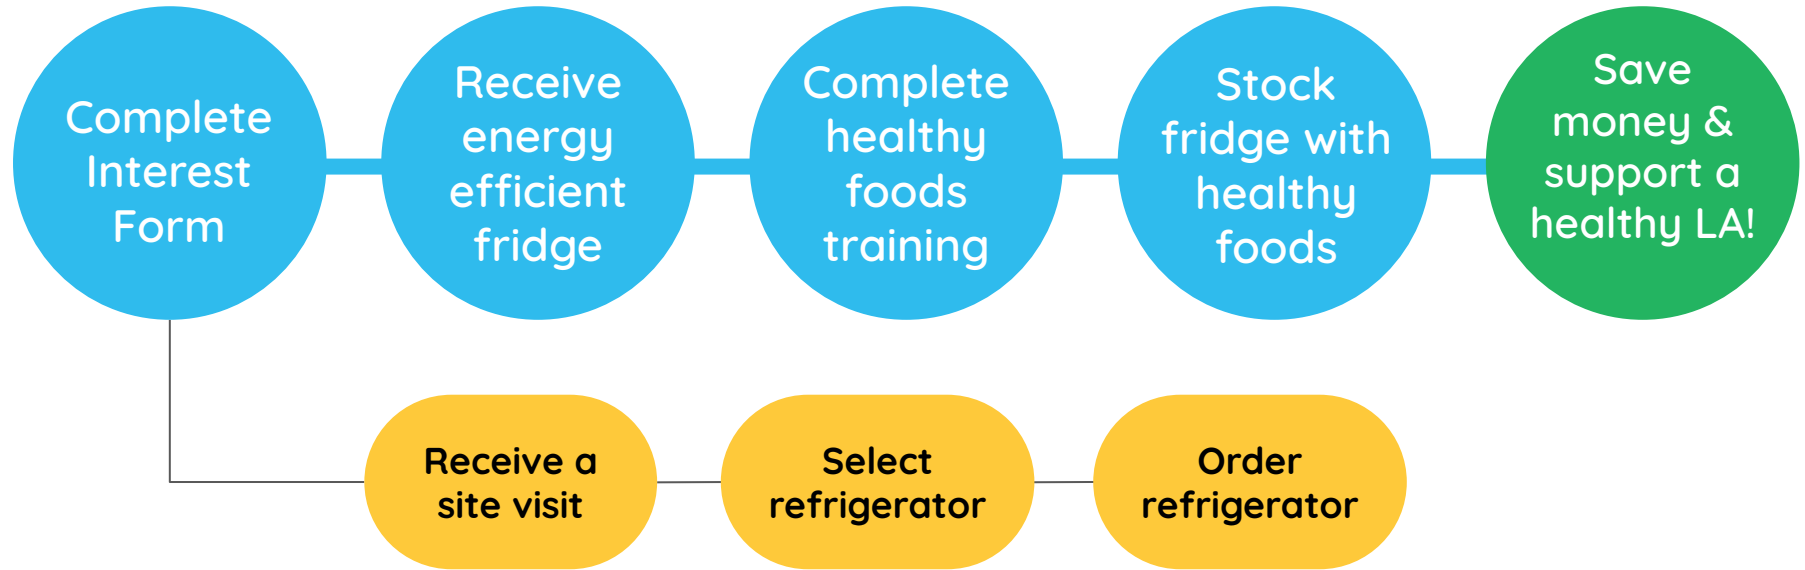 Complete
Interest
Form
Receive
energy
efficient
fridge
Complete
healthy
foods
training
Stock
fridge with
healthy
foods
Save
money &
support a
healthy LA!
Receive a
site visit
Select
refrigerator
Order
refrigerator